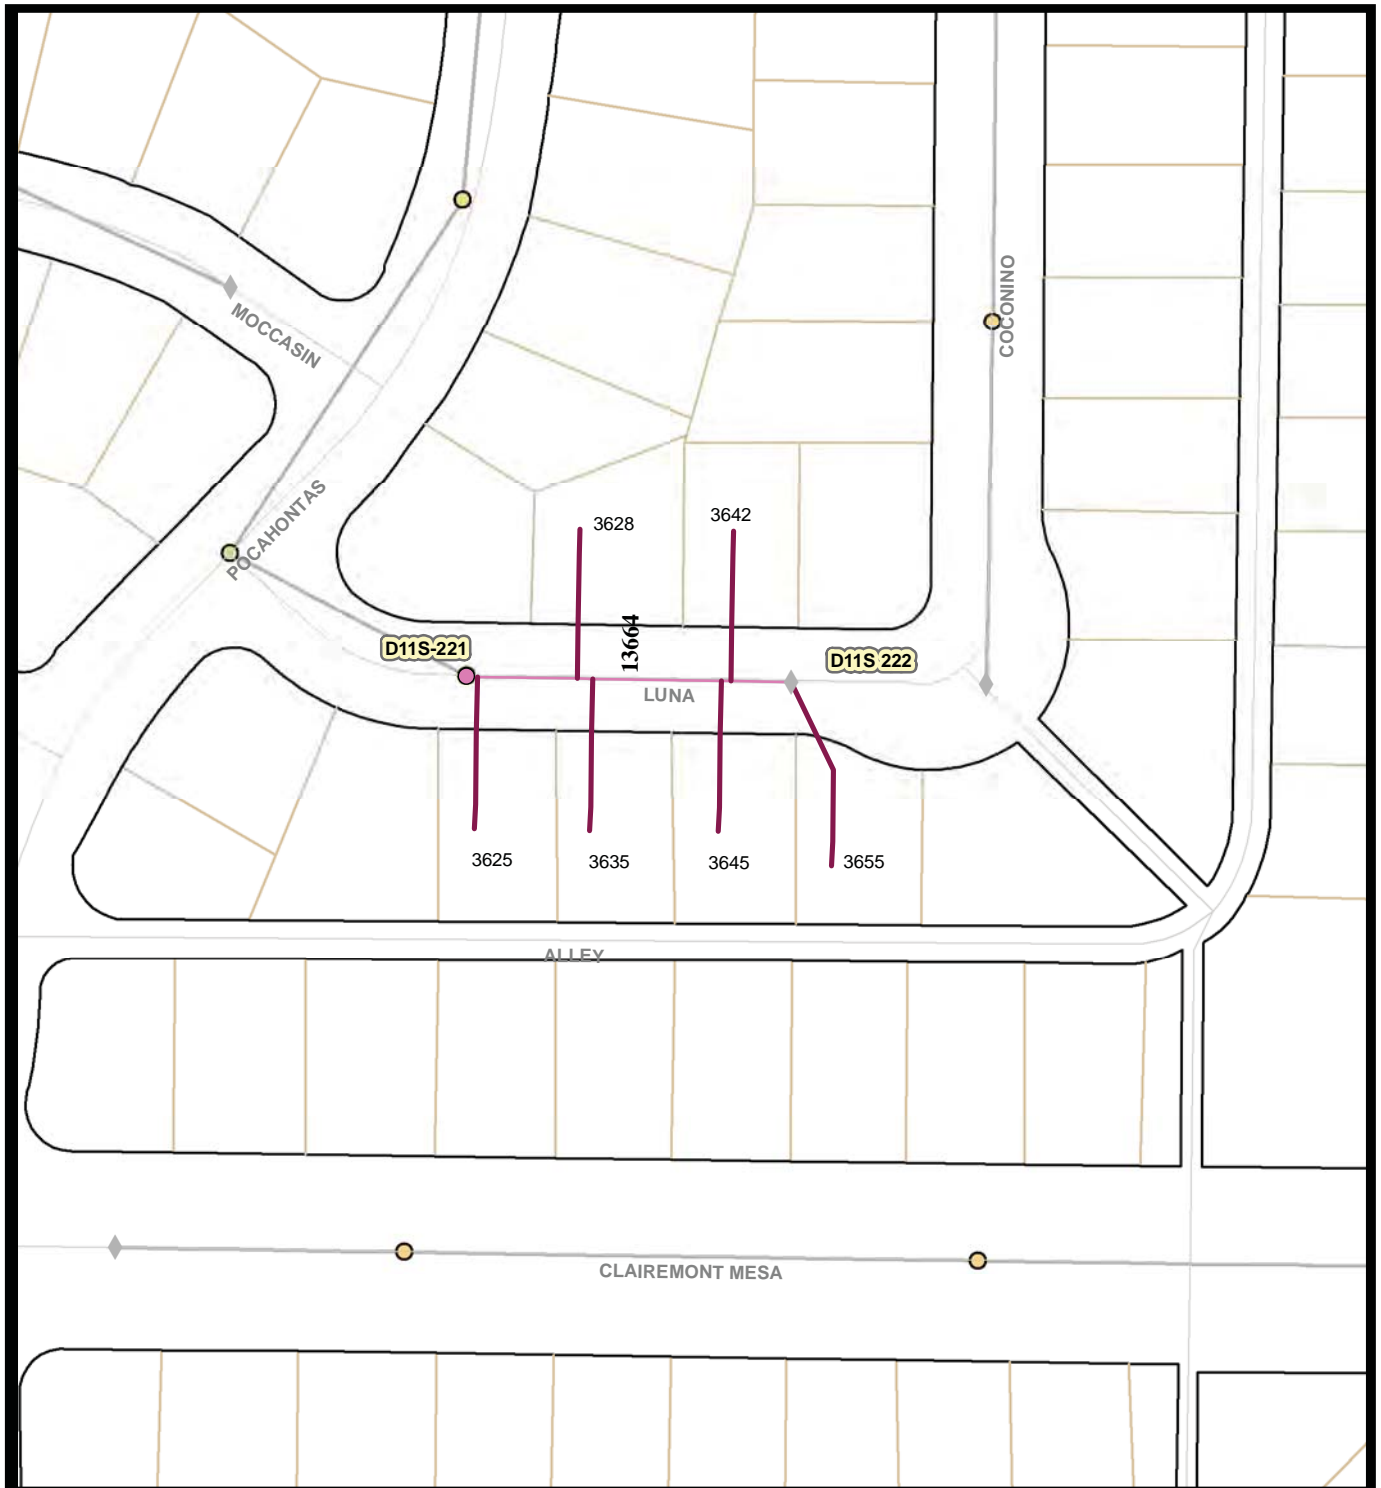 COCONINO
MOCCASIN
POCAHONTAS
3628
3642
13664
D11S-221
D11S 222
LUNA
3625
3635
3645
3655
ALLEY
CLAIREMONT MESA